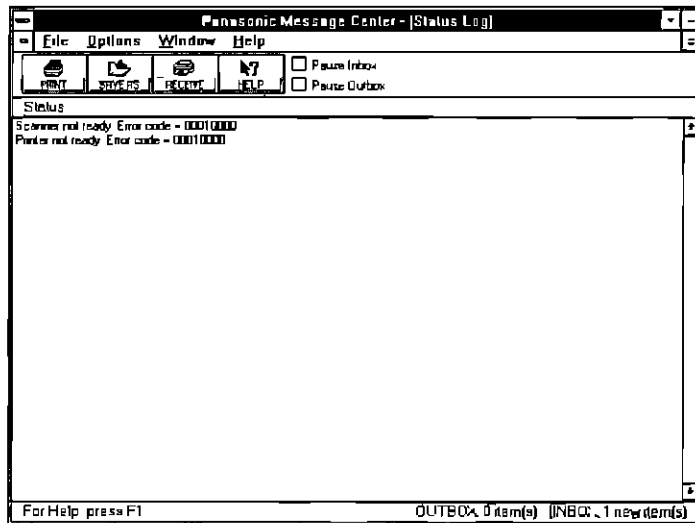 Panasonic Message Center - [Status Log]
File Options Window Help
PRINT SAVE AS RECEIVE HELP
Pause Inbox
Pause Outbox
Status
Scanner not ready Error code = 00010000
Printer not ready Error code = 00010000
For Help press F1 OUTBOX: 0 item(s) INBOX: 1 new item(s)